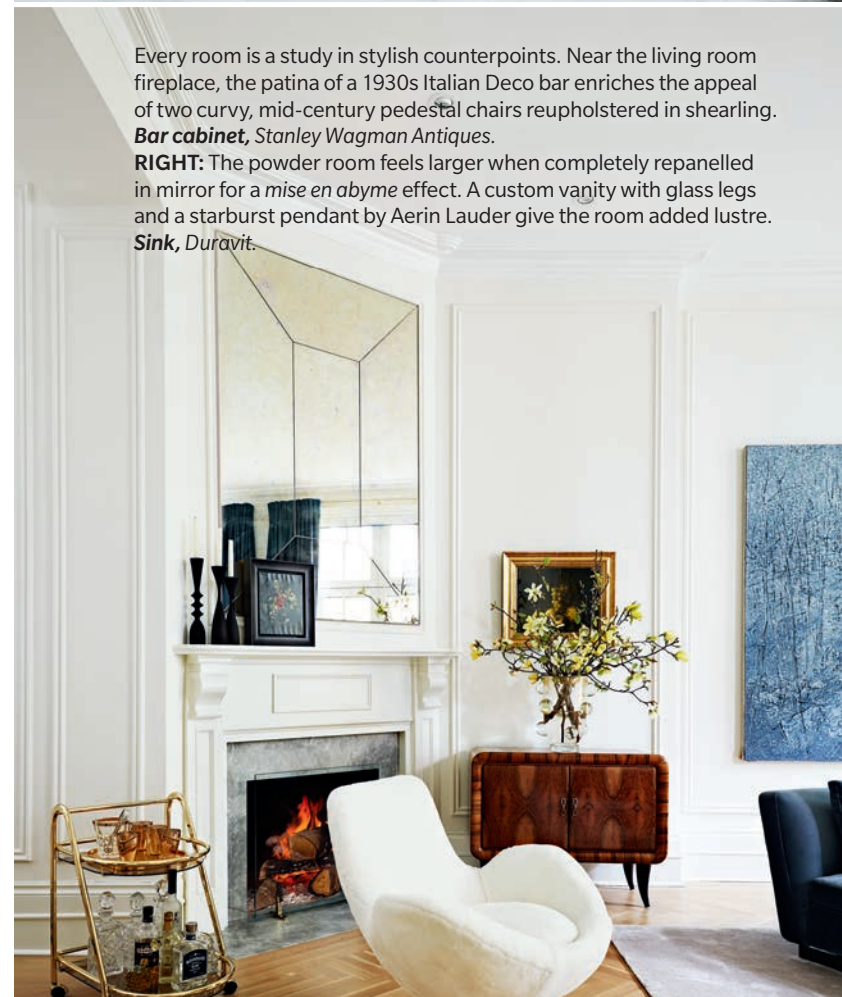 Every room is a study in stylish counterpoints. Near the living room
fireplace, the patina of a 1930s Italian Deco bar enriches the appeal
of two curvy, mid-century pedestal chairs reupholstered in shearling.
Bar cabinet, Stanley Wagman Antiques.
RIGHT: The powder room feels larger when completely repanelled
in mirror for a mise en abyme effect. A custom vanity with glass legs
and a starburst pendant by Aerin Lauder give the room added lustre.
Sink, Duravit.